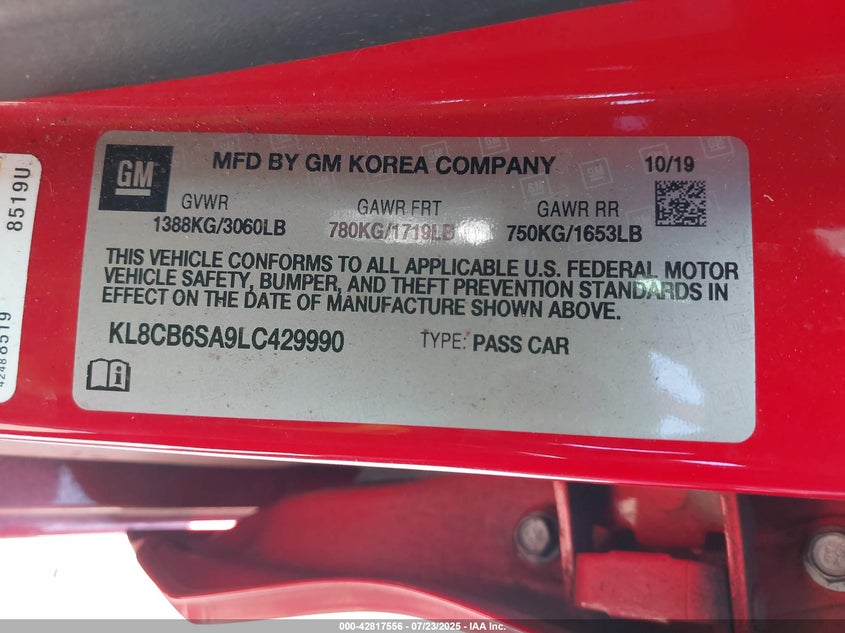 GM
MFD BY GM KOREA COMPANY
10/19
GVWR
GAWR FRT
GAWR RR
1388KG/3060LB
780KG/1719LB
750KG/1653LB
THIS VEHICLE CONFORMS TO ALL APPLICABLE U.S. FEDERAL MOTOR
VEHICLE SAFETY, BUMPER, AND THEFT PREVENTION STANDARDS IN
EFFECT ON THE DATE OF MANUFACTURE SHOWN ABOVE.
KL8CB6SA9LC429990
TYPE: PASS CAR
8519U
42488519
000-42817556 - 07/23/2025 - IAA Inc.